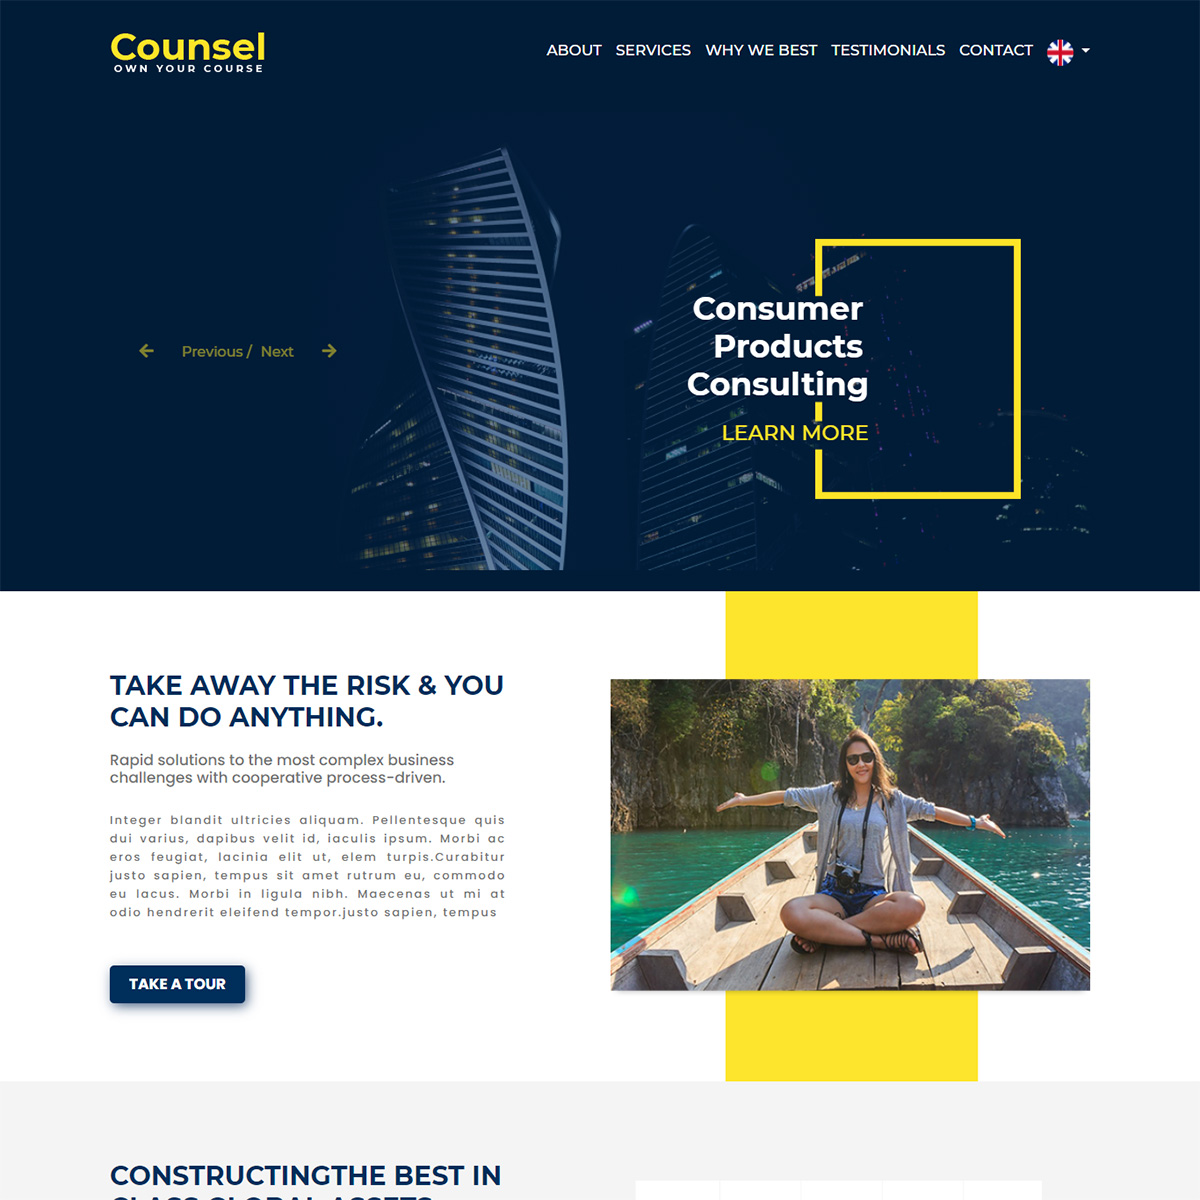 Counsel
OWN YOUR COURSE
ABOUT SERVICES WHY WE BEST TESTIMONIALS CONTACT
Previous / Next
Consumer
Products
Consulting
LEARN MORE
TAKE AWAY THE RISK & YOU
CAN DO ANYTHING.
Rapid solutions to the most complex business
challenges with cooperative process-driven.
Integer blandit ultricies aliquam. Pellentesque quis
dui varius, dapibus velit id, iaculis ipsum. Morbi ac
eros feugiat, lacinia elit ut, elem turpis.Curabitur
justo sapien, tempus sit amet rutrum eu, commodo
eu lacus. Morbi in ligula nibh. Maecenas ut mi at
odio hendrerit eleifend tempor.justo sapien, tempus
TAKE A TOUR
CONSTRUCTINGTHE BEST IN
CLASS GLOBAL ASSETS